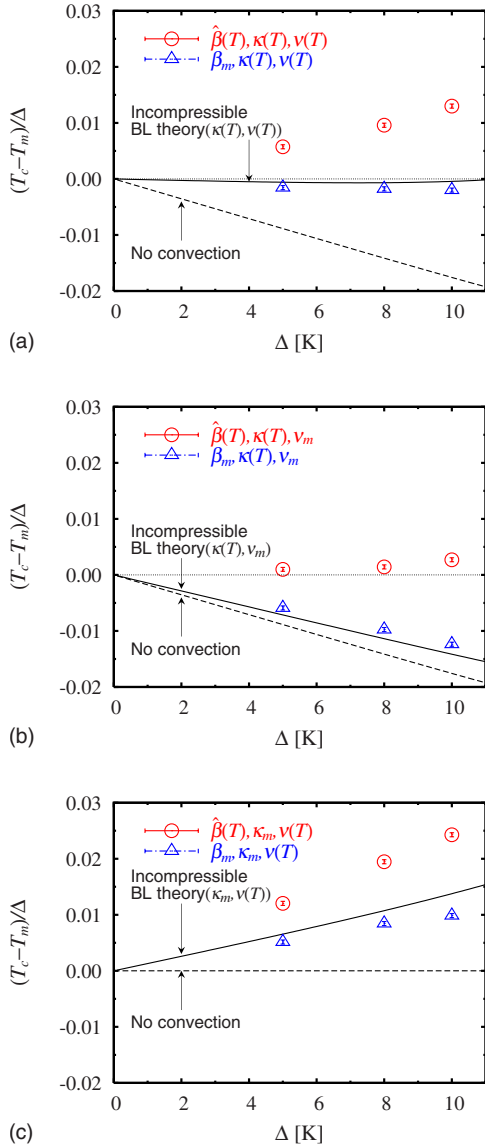 β̂(T), κ(T), ν(T)
β_m, κ(T), ν(T)
Incompressible
BL theory(κ(T), ν(T))
No convection
(T_c−T_m)/Δ
0.03
0.02
0.01
0.00
-0.01
-0.02
0 2 4 6 8 10
Δ [K]
(a)
β̂(T), κ(T), ν_m
β_m, κ(T), ν_m
Incompressible
BL theory(κ(T), ν_m)
No convection
(T_c−T_m)/Δ
0.03
0.02
0.01
0.00
-0.01
-0.02
0 2 4 6 8 10
Δ [K]
(b)
β̂(T), κ_m, ν(T)
β_m, κ_m, ν(T)
Incompressible
BL theory(κ_m, ν(T))
No convection
(T_c−T_m)/Δ
0.03
0.02
0.01
0.00
-0.01
-0.02
0 2 4 6 8 10
Δ [K]
(c)